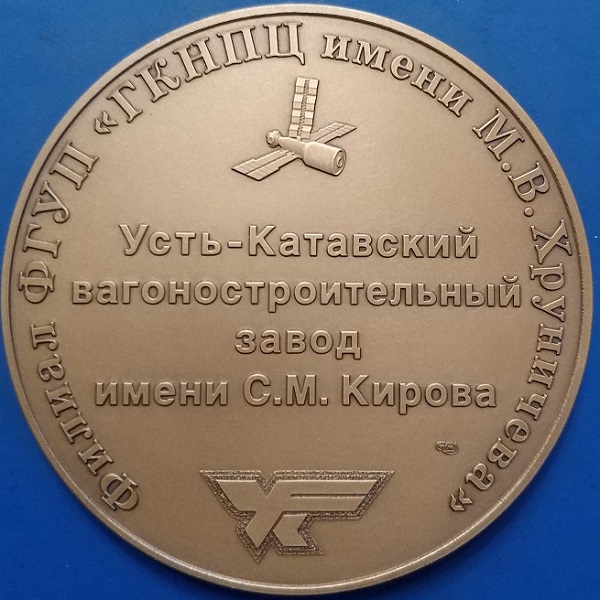 Филиал ФГУП «ГКНПЦ имени М.В. Хруничева»
Усть-Катавский
вагоностроительный
завод
имени С.М. Кирова